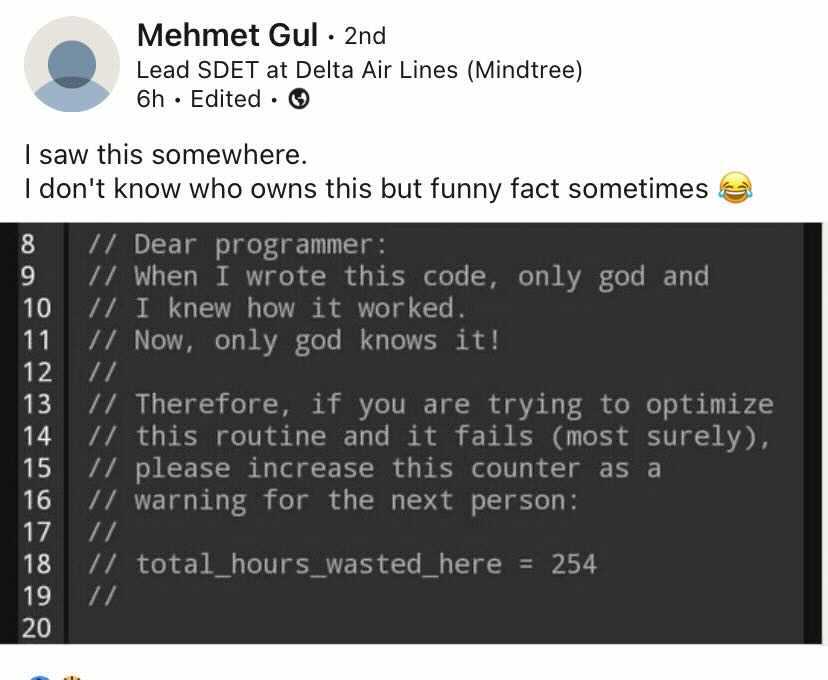 Mehmet Gul • 2nd
Lead SDET at Delta Air Lines (Mindtree)
6h • Edited •
I saw this somewhere.
I don't know who owns this but funny fact sometimes 😂
8 // Dear programmer:
9 // When I wrote this code, only god and
10 // I knew how it worked.
11 // Now, only god knows it!
12 //
13 // Therefore, if you are trying to optimize
14 // this routine and it fails (most surely),
15 // please increase this counter as a
16 // warning for the next person:
17 //
18 // total_hours_wasted_here = 254
19 //
20